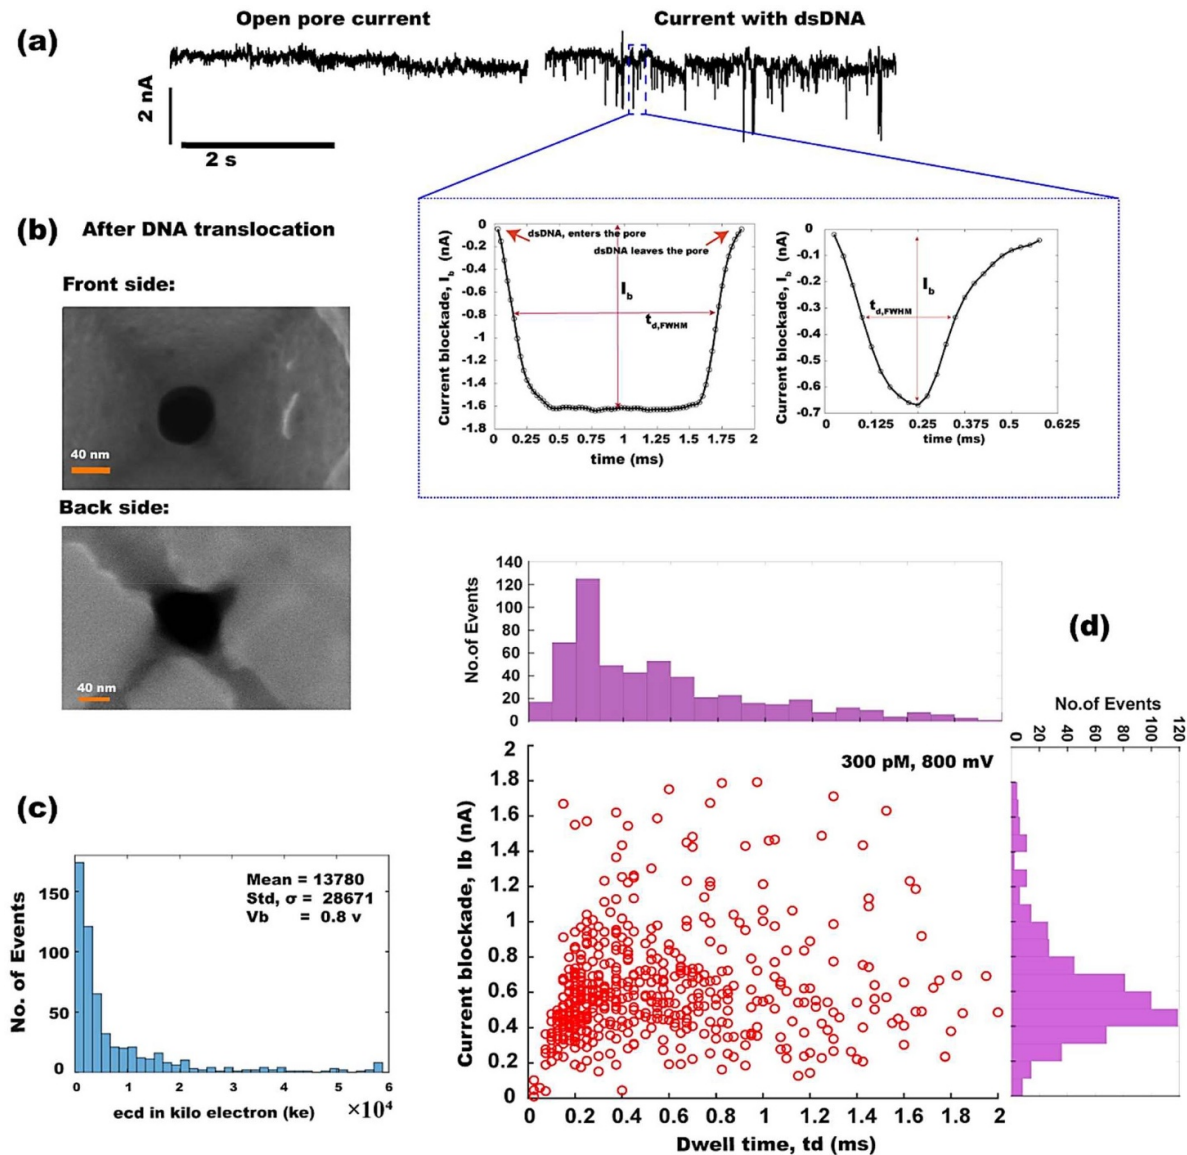 (a)
Open pore current
Current with dsDNA
2 nA
2 s
(b)
After DNA translocation
Front side:
40 nm
Back side:
40 nm
Current blockade, I_b (nA)
0
-0.2
-0.4
-0.6
-0.8
-1
-1.2
-1.4
-1.6
-1.8
dsDNA, enters the pore
dsDNA leaves the pore
I_b
t_d,FWHM
0 0.25 0.5 0.75 1 1.25 1.5 1.75 2
time (ms)
Current blockade, I_b (nA)
0
-0.1
-0.2
-0.3
-0.4
-0.5
-0.6
-0.7
I_b
t_d,FWHM
0 0.125 0.25 0.375 0.5 0.625
time (ms)
(c)
No. of Events
150
100
50
0
Mean = 13780
Std, σ = 28671
Vb = 0.8 v
0 1 2 3 4 5 6
×10⁴
ecd in kilo electron (ke)
(d)
No.of Events
140
120
100
80
60
40
20
0
No.of Events
0 20 40 60 80 100 120
300 pM, 800 mV
Current blockade, Ib (nA)
2
1.8
1.6
1.4
1.2
1
0.8
0.6
0.4
0.2
0
0 0.2 0.4 0.6 0.8 1 1.2 1.4 1.6 1.8 2
Dwell time, td (ms)